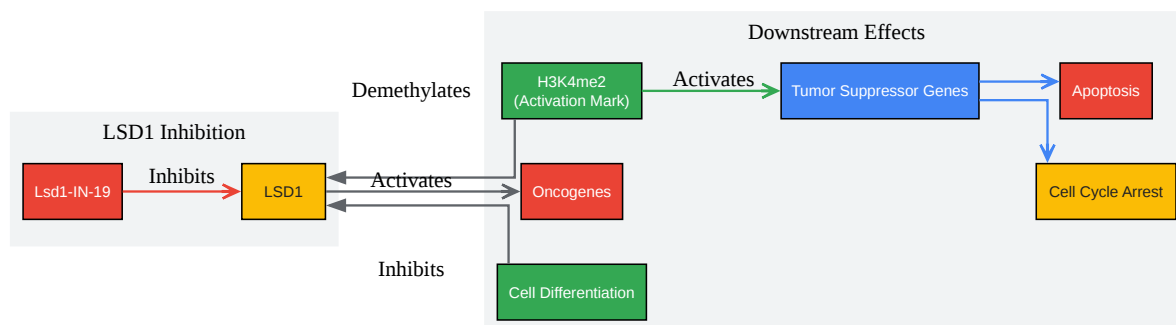 Downstream Effects
H3K4me2
(Activation Mark)
Activates
Tumor Suppressor Genes
Apoptosis
Demethylates
LSD1 Inhibition
Lsd1-IN-19
Inhibits
LSD1
Activates
Oncogenes
Cell Cycle Arrest
Inhibits
Cell Differentiation